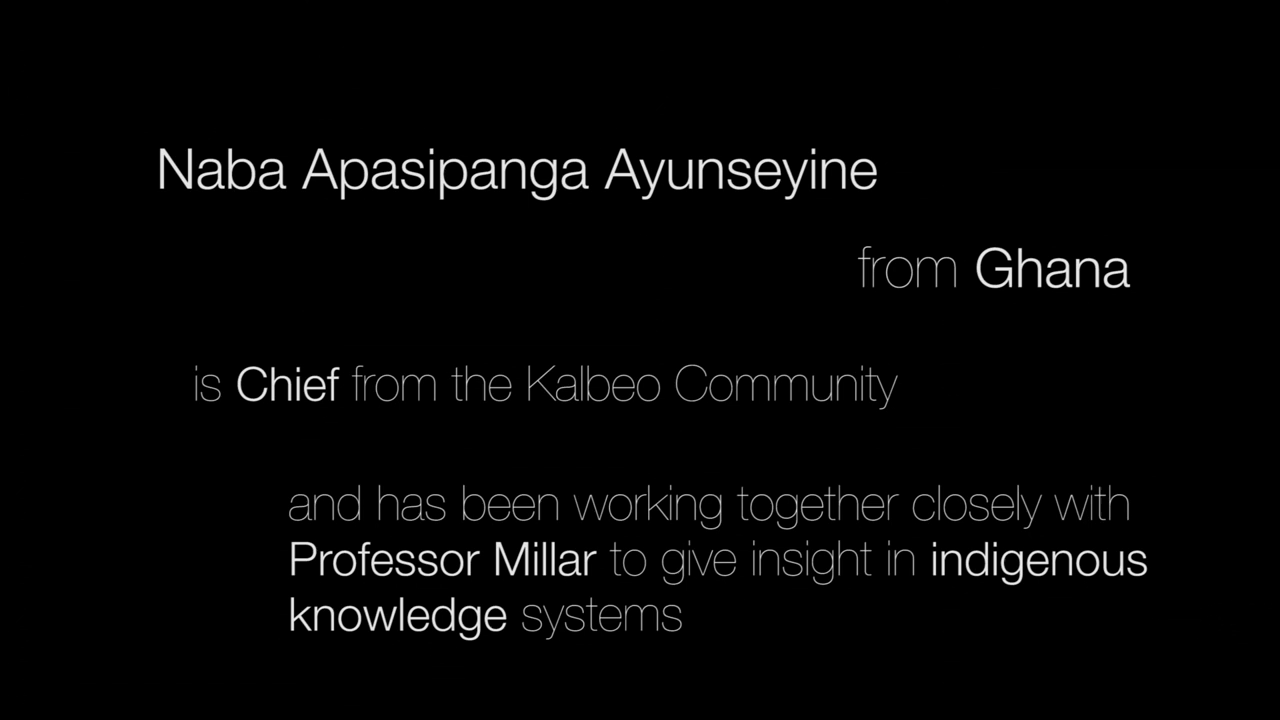 Naba Apasipanga Ayunseyine
from Ghana
is Chief from the Kalbeo Community
and has been working together closely with
Professor Millar to give insight in indigenous
knowledge systems